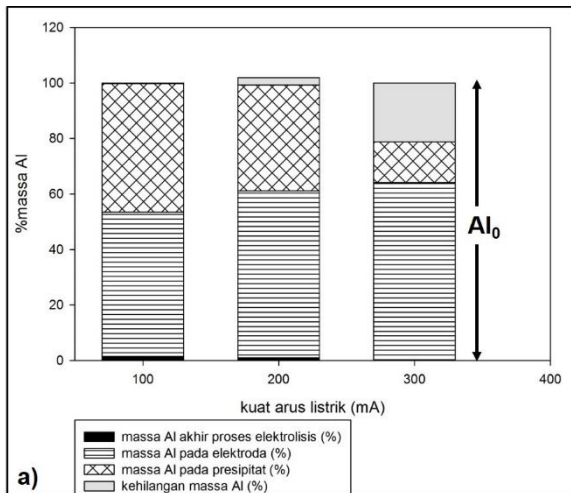 120
100
80
60
40
20
0
%massa Al
Al₀
100 200 300 400
kuat arus listrik (mA)
massa Al akhir proses elektrolisis (%)
massa Al pada elektroda (%)
massa Al pada presipitat (%)
kehilangan massa Al (%)
a)